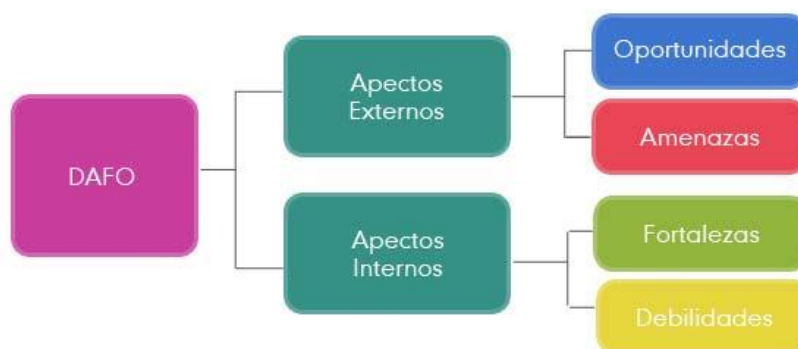 DAFO
Apectos
Externos
Oportunidades
Amenazas
Apectos
Internos
Fortalezas
Debilidades